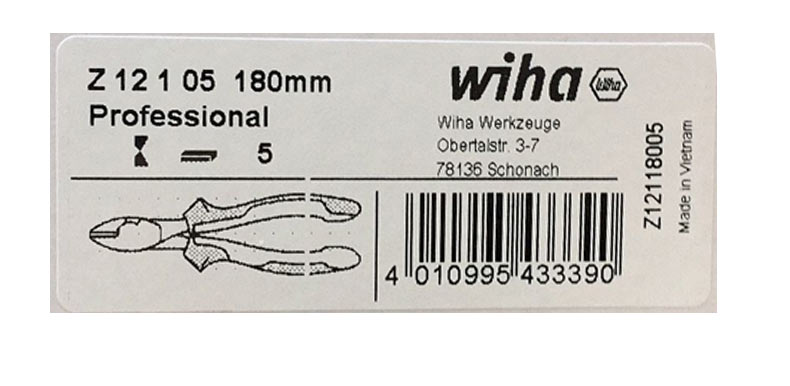 Z 12 1 05 180mm
Professional
5
wiha
wiha
Wiha Werkzeuge
Obertalstr. 3-7
78136 Schonach
4 010995 433390
Z12118005
Made in Vietnam